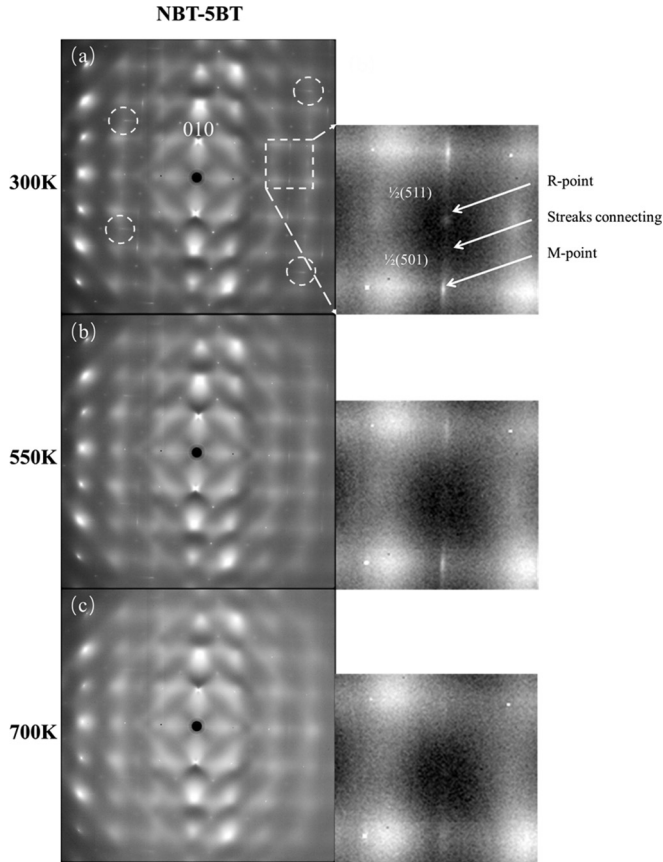 NBT-5BT
(a)
010
300K
½(511)
R-point
Streaks connecting
½(501)
M-point
(b)
550K
(c)
700K